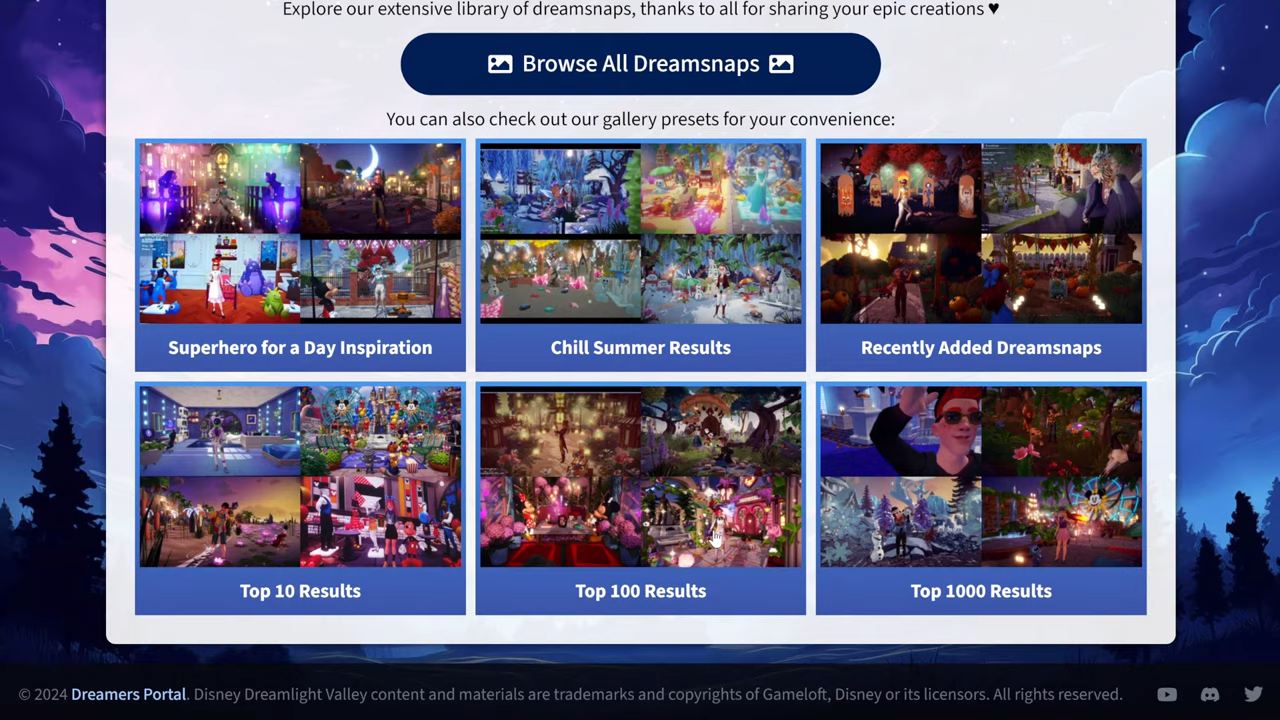 Explore our extensive library of dreamsnaps, thanks to all for sharing your epic creations ♥
Browse All Dreamsnaps
You can also check out our gallery presets for your convenience:
Superhero for a Day Inspiration
Chill Summer Results
Recently Added Dreamsnaps
Top 10 Results
Top 100 Results
Top 1000 Results
© 2024 Dreamers Portal. Disney Dreamlight Valley content and materials are trademarks and copyrights of Gameloft, Disney or its licensors. All rights reserved.